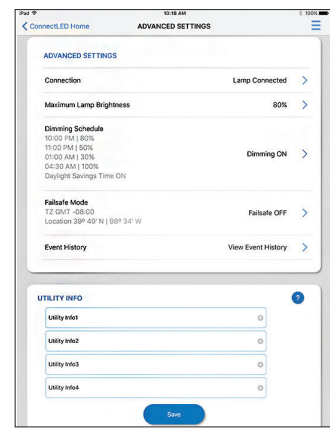 iPad 10:18 AM 100%
ConnectLED Home ADVANCED SETTINGS
ADVANCED SETTINGS
Connection Lamp Connected
Maximum Lamp Brightness 80%
Dimming Schedule
10:00 PM | 80%
11:00 PM | 50%
01:00 AM | 30%
04:30 AM | 100%
Daylight Savings Time ON
Dimming ON
Failsafe Mode
TZ GMT -08:00
Location 39º 49' N | 98º 34' W
Failsafe OFF
Event History View Event History
UTILITY INFO ?
Utility Info1
Utility Info2
Utility Info3
Utility Info4
Save